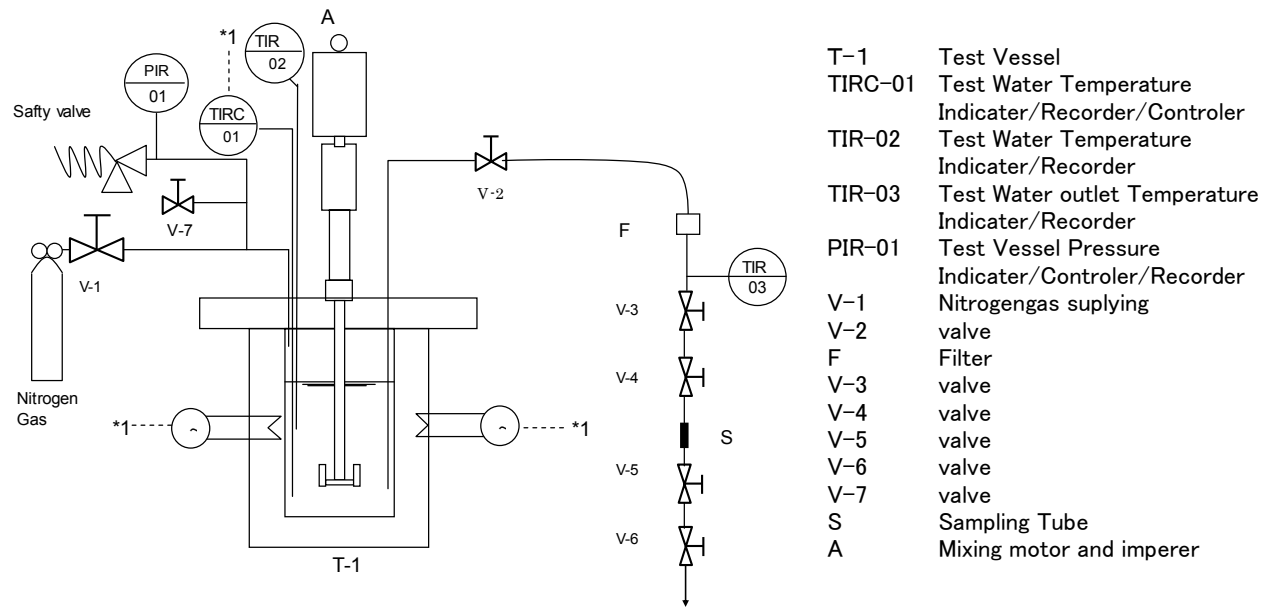 A
*1
TIR
02
PIR
01
TIRC
01
Safty valve
V-2
V-7
F
V-1
TIR
03
V-3
V-4
Nitrogen
Gas
*1
*1
S
V-5
V-6
T-1
T-1 Test Vessel
TIRC-01 Test Water Temperature
Indicater/Recorder/Controler
TIR-02 Test Water Temperature
Indicater/Recorder
TIR-03 Test Water outlet Temperature
Indicater/Recorder
PIR-01 Test Vessel Pressure
Indicater/Controler/Recorder
V-1 Nitrogengas suplying
V-2 valve
F Filter
V-3 valve
V-4 valve
V-5 valve
V-6 valve
V-7 valve
S Sampling Tube
A Mixing motor and imperer